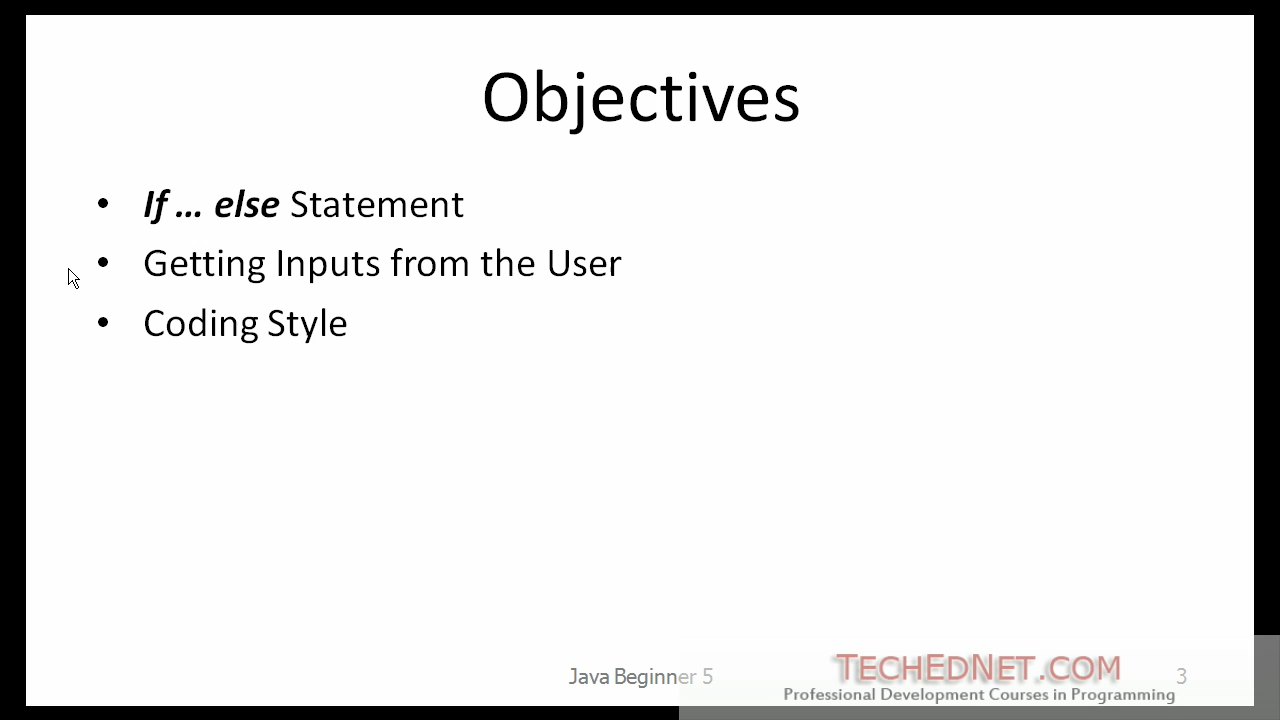 Objectives
• If ... else Statement
• Getting Inputs from the User
• Coding Style
Java Beginner 5
TECHEDNET.COM
3
Professional Development Courses in Programming